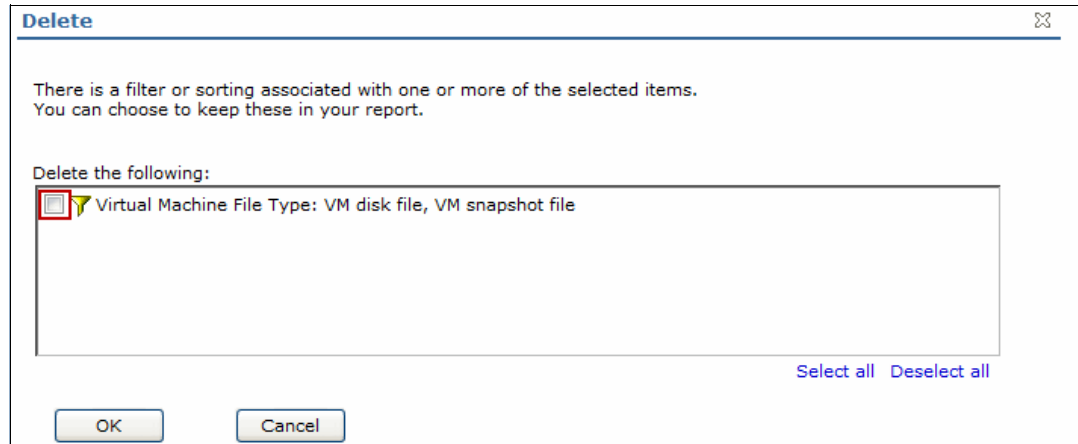 Delete
There is a filter or sorting associated with one or more of the selected items.
You can choose to keep these in your report.
Delete the following:
Virtual Machine File Type: VM disk file, VM snapshot file
Select all Deselect all
OK Cancel